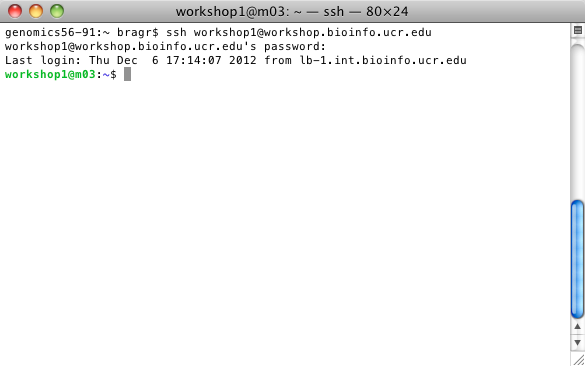 workshop1@m03: ~ — ssh — 80×24
genomics56-91:~ bragr$ ssh workshop1@workshop.bioinfo.ucr.edu
workshop1@workshop.bioinfo.ucr.edu's password:
Last login: Thu Dec  6 17:14:07 2012 from lb-1.int.bioinfo.ucr.edu
workshop1@m03:~$